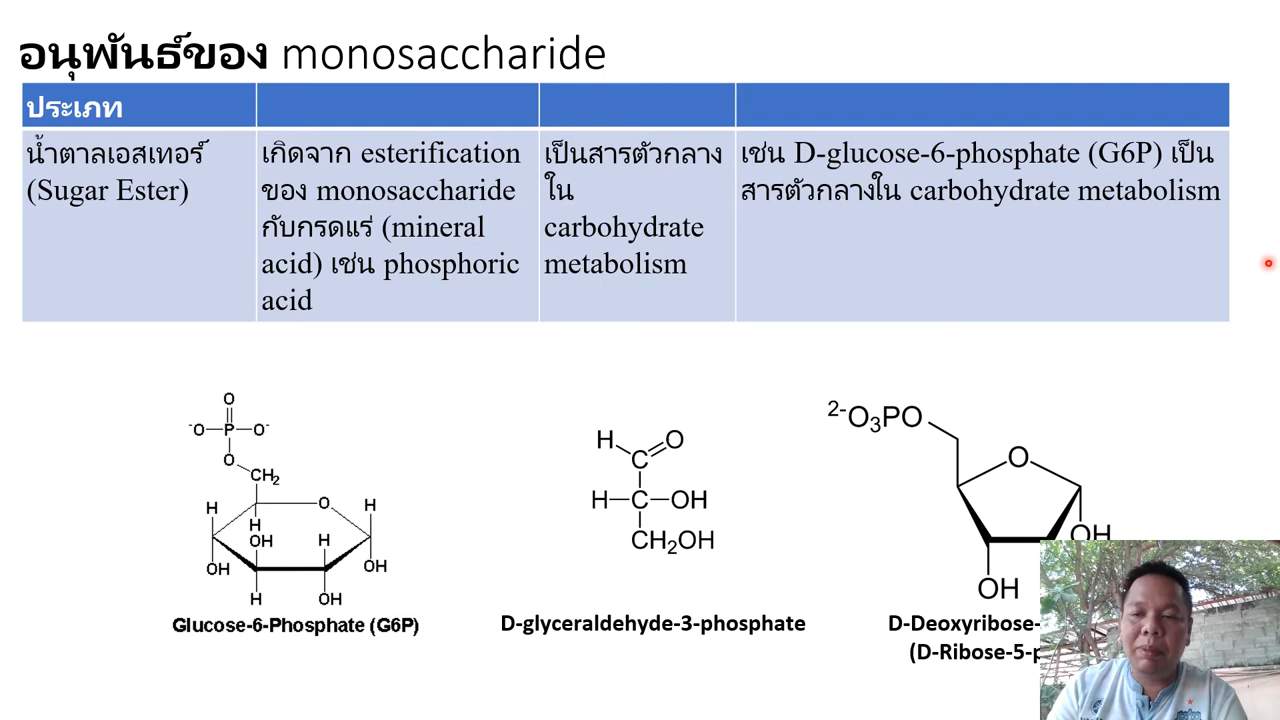 อนุพันธ์ของ monosaccharide
ประเภท
น้ำตาลเอสเทอร์
(Sugar Ester)
เกิดจาก esterification
ของ monosaccharide
กับกรดแร่ (mineral
acid) เช่น phosphoric
acid
เป็นสารตัวกลาง
ใน
carbohydrate
metabolism
เช่น D-glucose-6-phosphate (G6P) เป็น
สารตัวกลางใน carbohydrate metabolism
O
⁻O–P–O⁻
O
CH₂
H O H
H
OH H
OH OH
H OH
Glucose-6-Phosphate (G6P)
H O
C
H–C–OH
CH₂OH
D-glyceraldehyde-3-phosphate
²⁻O₃PO
O
OH
OH
D-Deoxyribose-
(D-Ribose-5-p